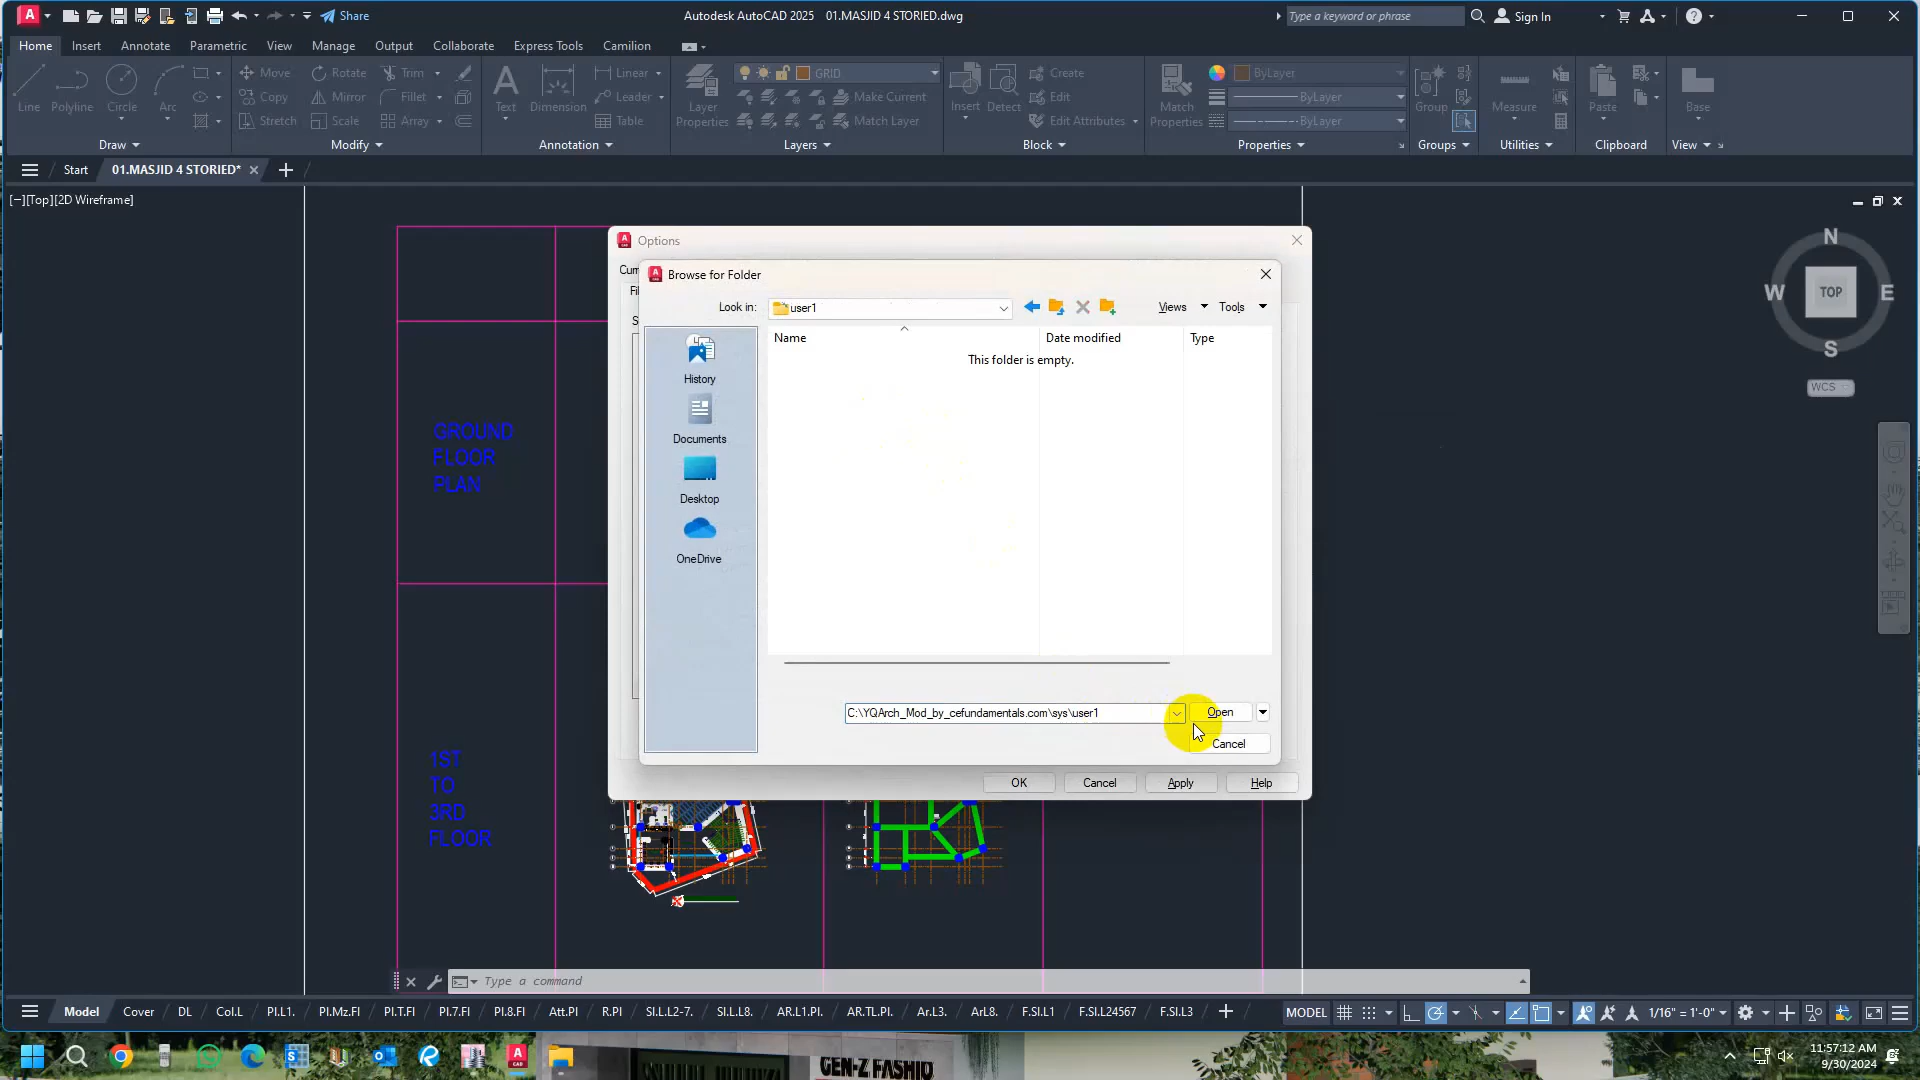 Share
Autodesk AutoCAD 2025 01.MASJID 4 STORIED.dwg
Type a keyword or phrase
Sign In
Home Insert Annotate Parametric View Manage Output Collaborate Express Tools Camilion
Line Polyline Circle Arc
Move Rotate Trim
Copy Mirror Fillet
Stretch Scale Array
Text Dimension
Linear
Leader
Table
Layer Properties
GRID
Make Current
Match Layer
Insert Detect
Create
Edit
Edit Attributes
Match Properties
ByLayer
ByLayer
ByLayer
Group
Measure
Paste
Base
Draw Modify Annotation Layers Block Properties Groups Utilities Clipboard View
Start 01.MASJID 4 STORIED*
[−][Top][2D Wireframe]
N
W TOP E
S
WCS
GROUND
FLOOR
PLAN
1ST
TO
3RD
FLOOR
Options
Browse for Folder
Look in: user1
Views Tools
Name Date modified Type
This folder is empty.
History
Documents
Desktop
OneDrive
C:\YQArch_Mod_by_cefundamentals.com\sys\user1
Open
Cancel
OK Cancel Apply Help
Type a command
Model Cover DL Col.L Pl.L1. Pl.Mz.Fl Pl.T.Fl Pl.7.Fl Pl.8.Fl Att.Pl R.Pl Sl.L.L2-7. Sl.L.L8. AR.L1.Pl. AR.TL.Pl. Ar.L3. ArL8. F.Sl.L1 F.Sl.L24567 F.Sl.L3
MODEL
1/16" = 1'-0"
GEN-Z FASHIO
11:57:12 AM
9/30/2024